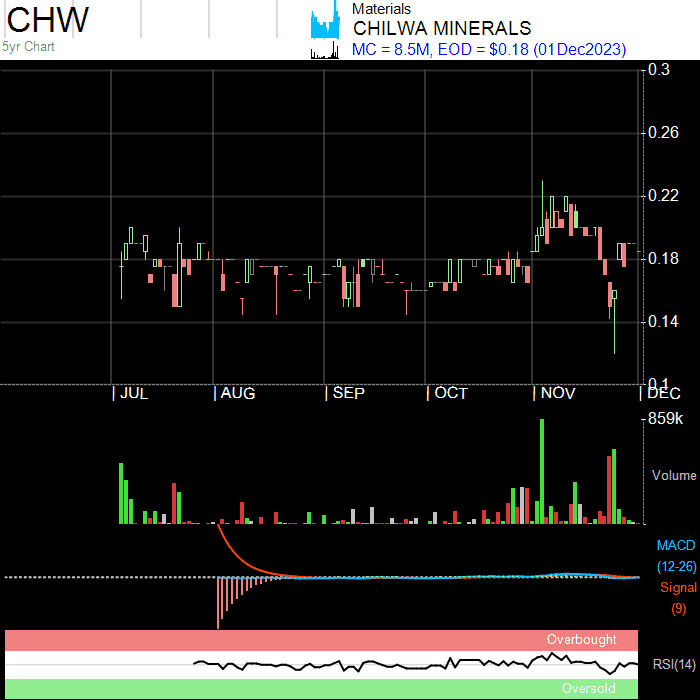 CHW
5yr Chart
Materials
CHILWA MINERALS
MC = 8.5M, EOD = $0.18 (01Dec2023)
0.3
0.26
0.22
0.18
0.14
0.1
JUL AUG SEP OCT NOV DEC
859k
Volume
MACD
(12-26)
Signal
(9)
Overbought
RSI(14)
Oversold